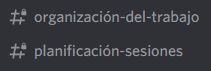 organización-del-trabajo
planificación-sesiones